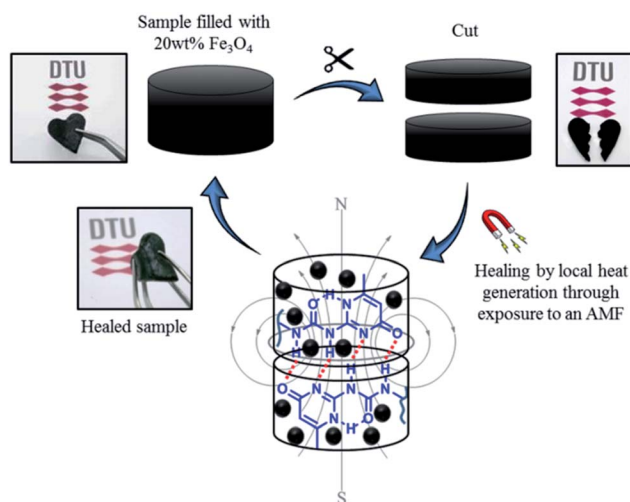 Sample filled with
20wt% Fe₃O₄
Cut
DTU
DTU
N
DTU
Healed sample
Healing by local heat
generation through
exposure to an AMF
H
N
O
N
N
N
N
O
H
H
H
H
O
N
N
N
N
N
O
H
S